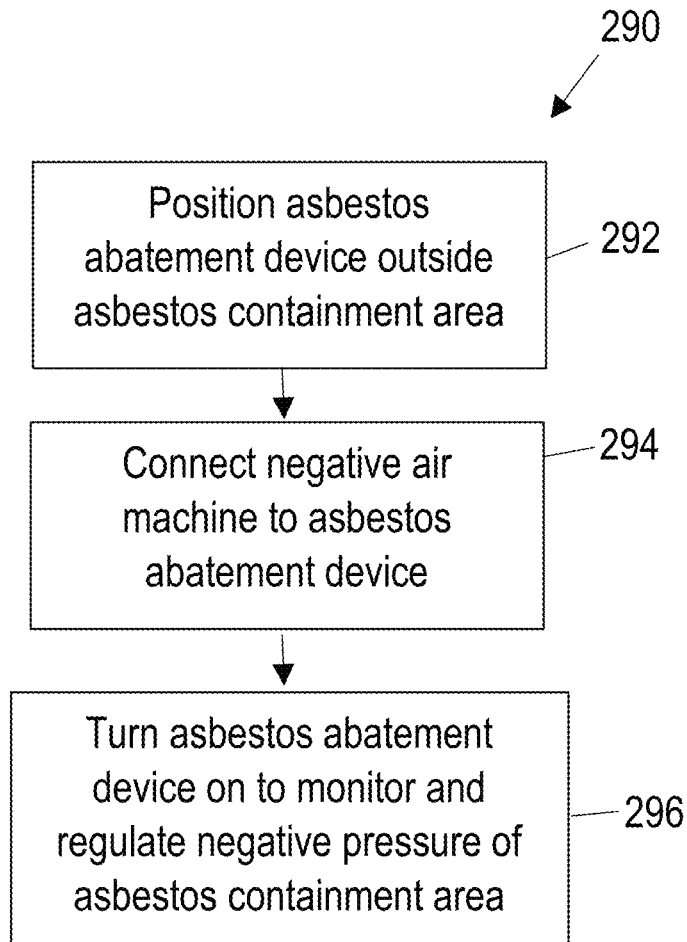 290
Position asbestos
abatement device outside
asbestos containment area
292
Connect negative air
machine to asbestos
abatement device
294
Turn asbestos abatement
device on to monitor and
regulate negative pressure of
asbestos containment area
296